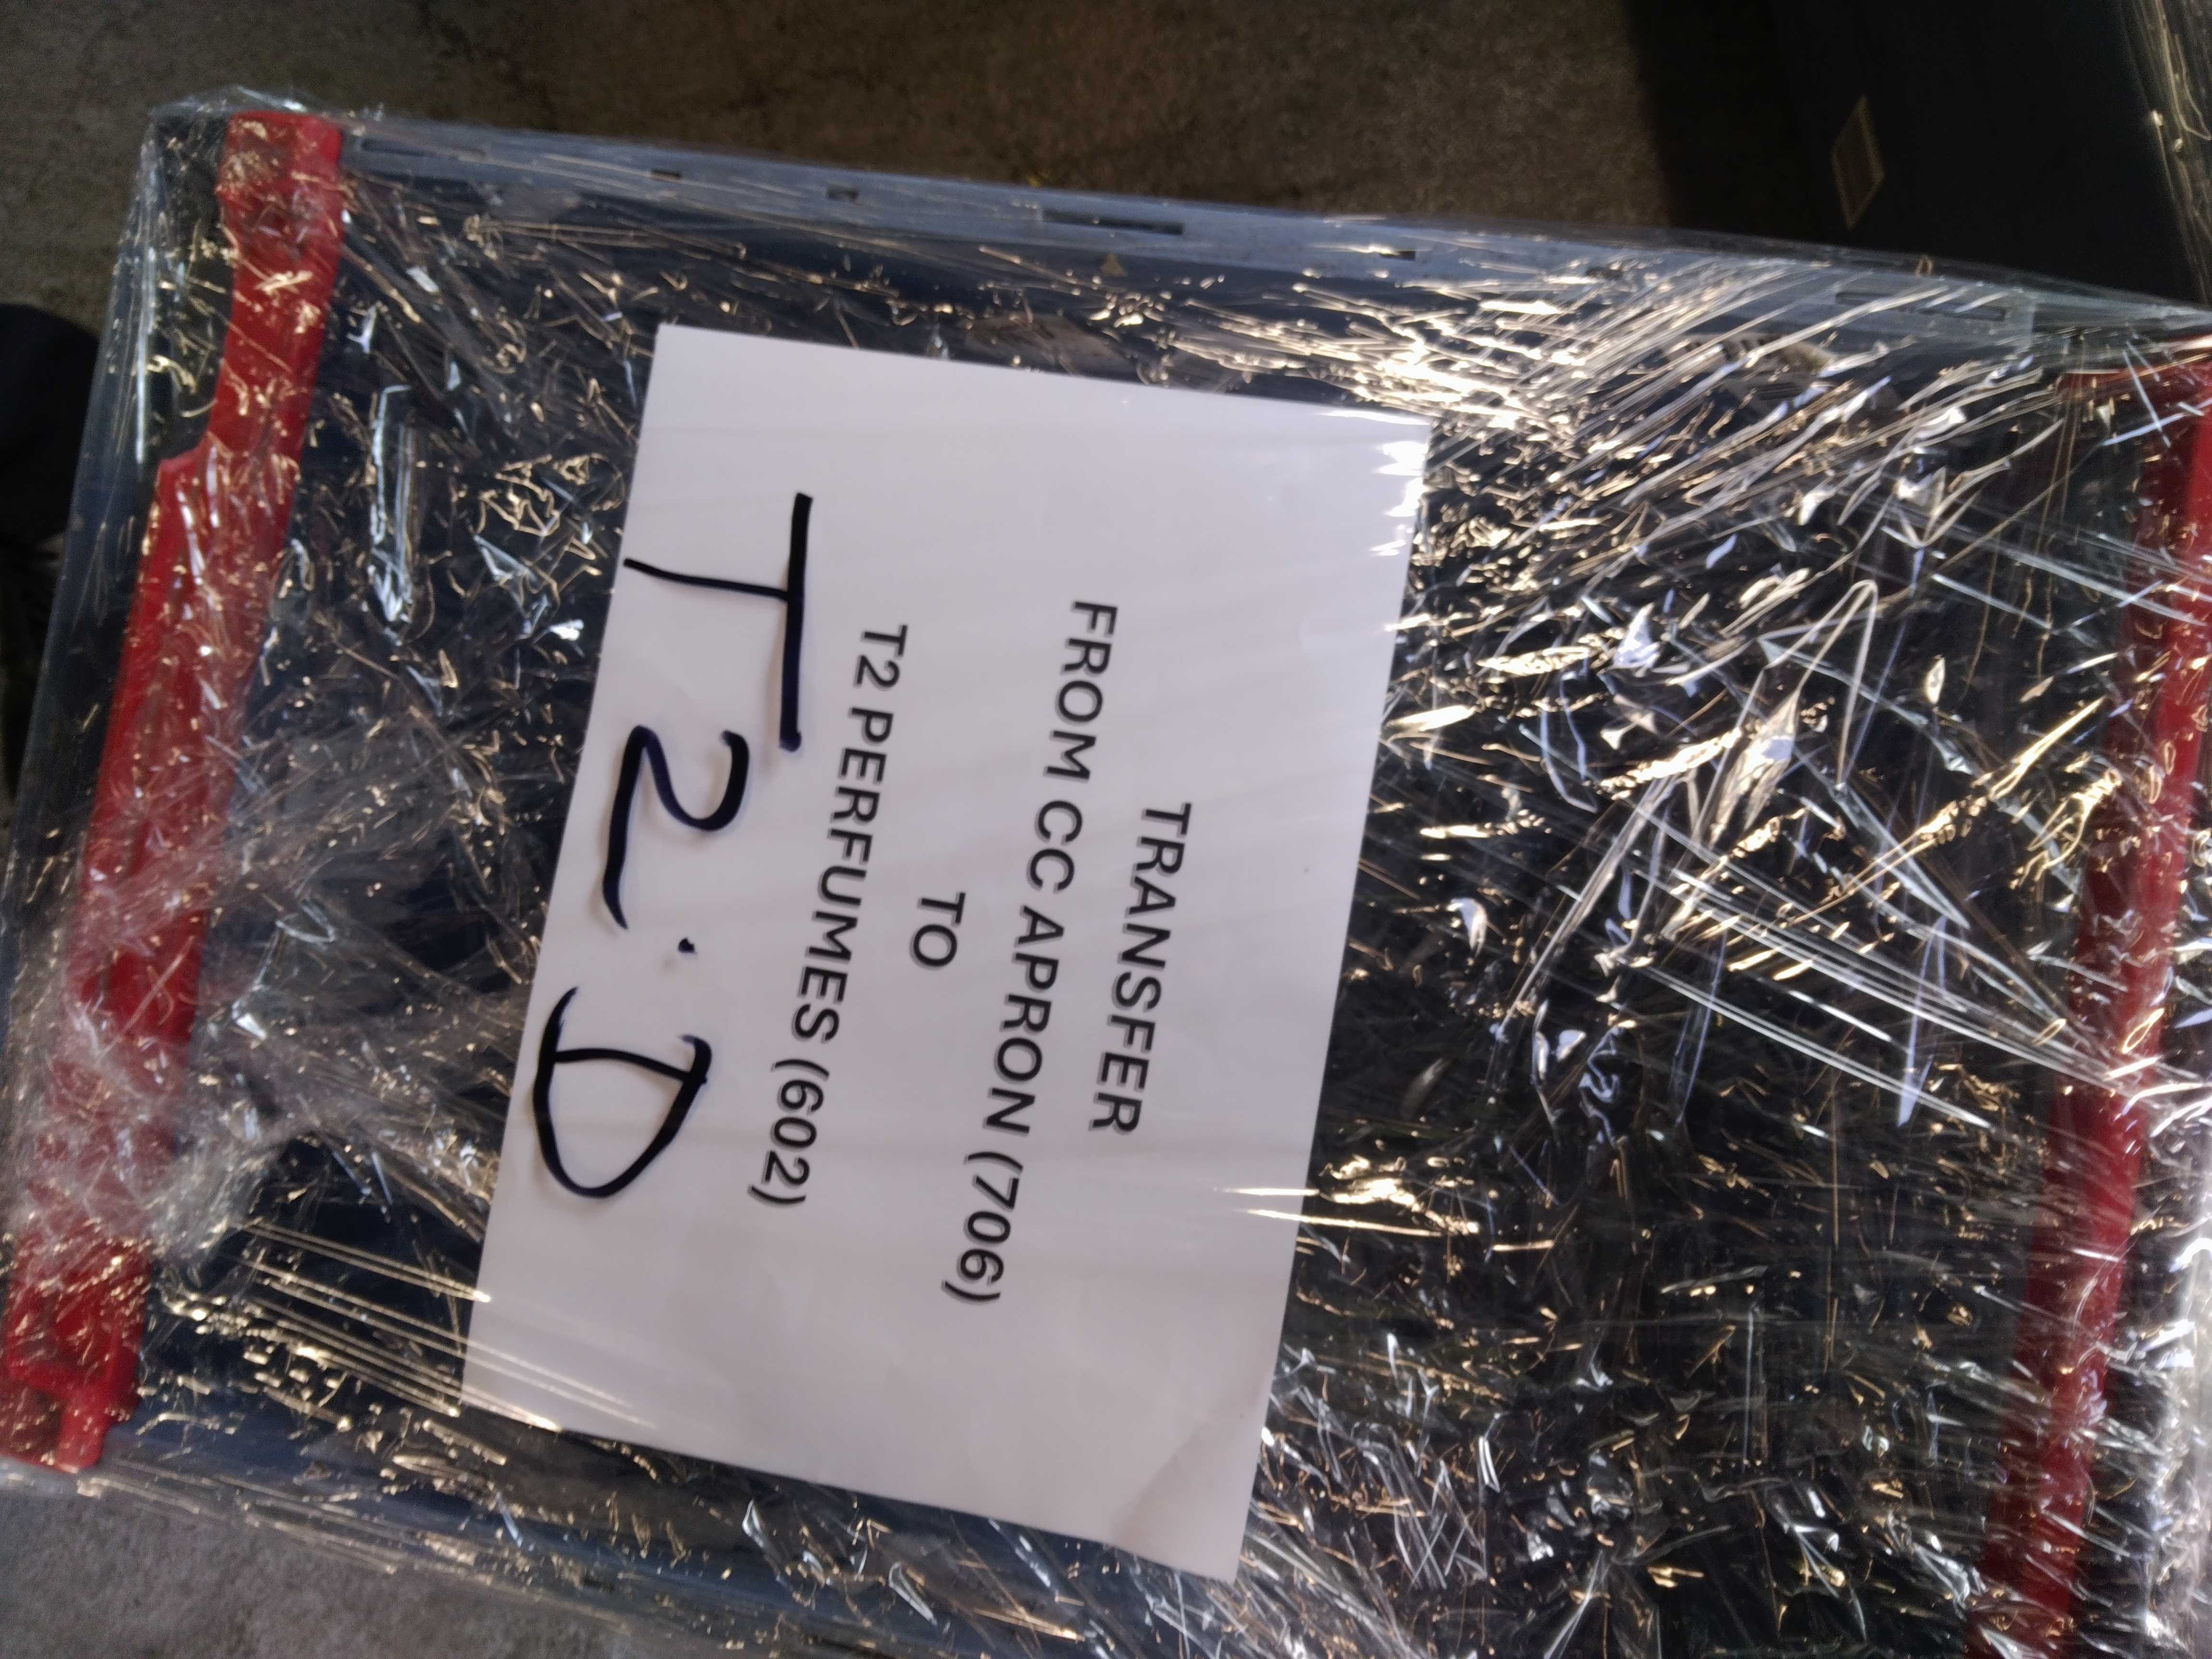 TRANSFER
FROM CC APRON (706)
TO
T2 PERFUMES (602)
T2.D